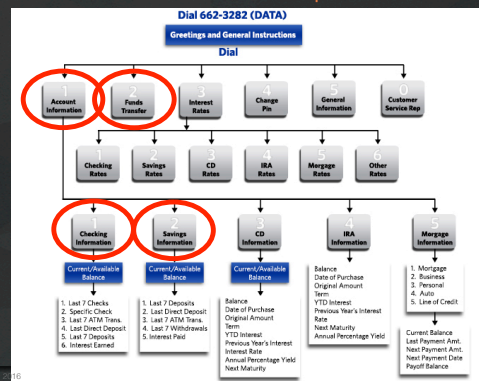 Dial 662-3282 (DATA)
Greetings and General Instructions
Dial
1
Account
Information
2
Funds
Transfer
3
Interest
Rates
4
Change
Pin
5
General
Information
0
Customer
Service Rep
1
Checking
Rates
2
Savings
Rates
3
CD
Rates
4
IRA
Rates
5
Morgage
Rates
6
Other
Rates
1
Checking
Information
2
Savings
Information
3
CD
Information
4
IRA
Information
5
Mortgage
Information
Current/Available
Balance
1. Last 7 Checks
2. Specific Check
3. Last 7 ATM Trans.
4. Last Direct Deposit
5. Last 7 Deposits
6. Interest Earned
Current/Available
Balance
1. Last 7 Deposits
2. Last Direct Deposit
3. Last 7 ATM Trans.
4. Last 7 Withdrawals
5. Interest Paid
Current/Available
Balance
Balance
Date of Purchase
Original Amount
Term
YTD Interest
Previous Year's Interest
Interest Rate
Annual Percentage Yield
Next Maturity
Balance
Date of Purchase
Original Amount
Term
YTD Interest
Previous Year's Interest
Rate
Next Maturity
Annual Percentage Yield
1. Mortgage
2. Business
3. Personal
4. Auto
5. Line of Credit
Current Balance
Last Payment Amt.
Next Payment Amt.
Next Payment Date
Payoff Balance
2016